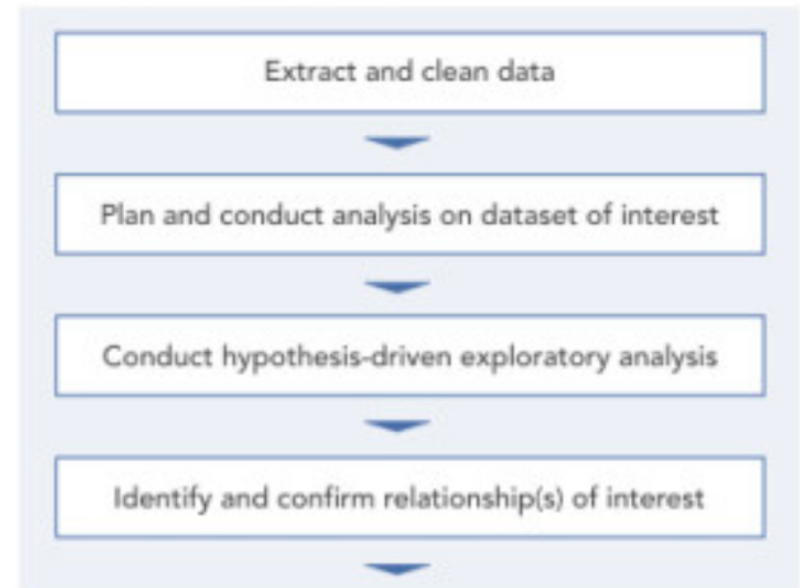 Extract and clean data
Plan and conduct analysis on dataset of interest
Conduct hypothesis-driven exploratory analysis
Identify and confirm relationship(s) of interest